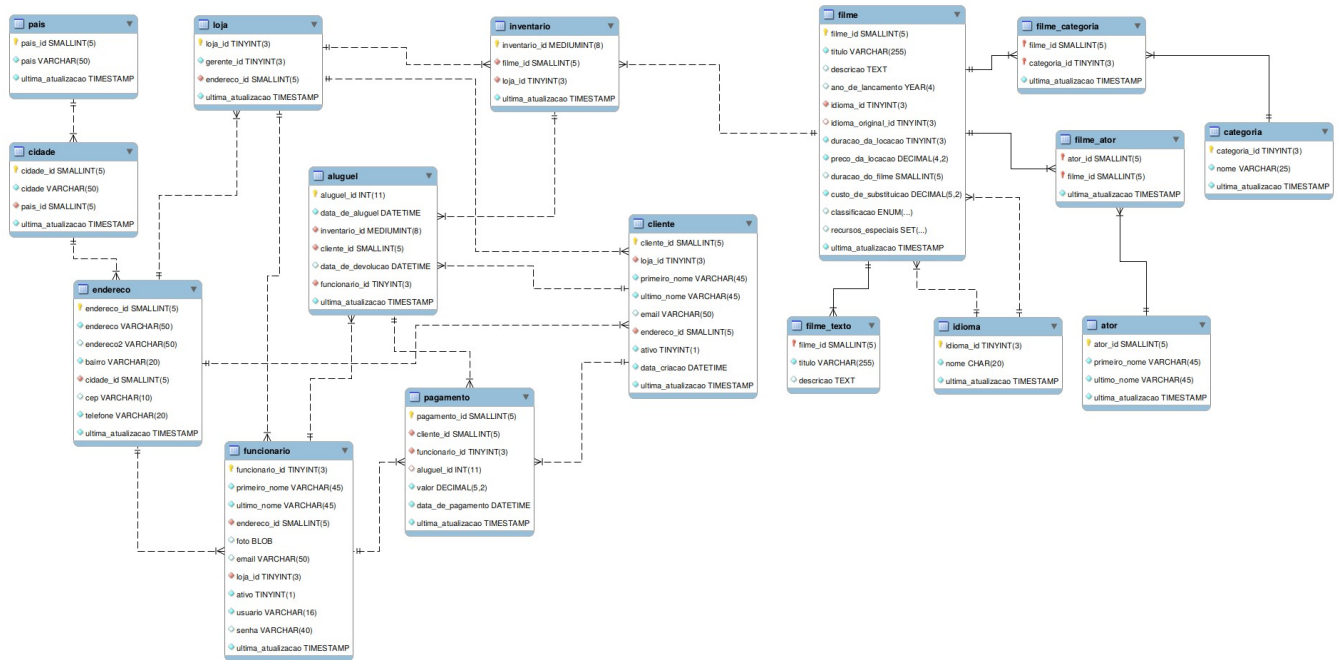 pais
pais_id SMALLINT(5)
pais VARCHAR(50)
ultima_atualizacao TIMESTAMP
cidade
cidade_id SMALLINT(5)
cidade VARCHAR(50)
pais_id SMALLINT(5)
ultima_atualizacao TIMESTAMP
endereco
endereco_id SMALLINT(5)
endereco VARCHAR(50)
endereco2 VARCHAR(50)
bairro VARCHAR(20)
cidade_id SMALLINT(5)
cep VARCHAR(10)
telefone VARCHAR(20)
ultima_atualizacao TIMESTAMP
loja
loja_id TINYINT(3)
gerente_id TINYINT(3)
endereco_id SMALLINT(5)
ultima_atualizacao TIMESTAMP
aluguel
aluguel_id INT(11)
data_de_aluguel DATETIME
inventario_id MEDIUMINT(8)
cliente_id SMALLINT(5)
data_de_devolucao DATETIME
funcionario_id TINYINT(3)
ultima_atualizacao TIMESTAMP
funcionario
funcionario_id TINYINT(3)
primeiro_nome VARCHAR(45)
ultimo_nome VARCHAR(45)
endereco_id SMALLINT(5)
foto BLOB
email VARCHAR(50)
loja_id TINYINT(3)
ativo TINYINT(1)
usuario VARCHAR(16)
senha VARCHAR(40)
ultima_atualizacao TIMESTAMP
inventario
inventario_id MEDIUMINT(8)
filme_id SMALLINT(5)
loja_id TINYINT(3)
ultima_atualizacao TIMESTAMP
pagamento
pagamento_id SMALLINT(5)
cliente_id SMALLINT(5)
funcionario_id TINYINT(3)
aluguel_id INT(11)
valor DECIMAL(5,2)
data_de_pagamento DATETIME
ultima_atualizacao TIMESTAMP
cliente
cliente_id SMALLINT(5)
loja_id TINYINT(3)
primeiro_nome VARCHAR(45)
ultimo_nome VARCHAR(45)
email VARCHAR(50)
endereco_id SMALLINT(5)
ativo TINYINT(1)
data_criacao DATETIME
ultima_atualizacao TIMESTAMP
filme
filme_id SMALLINT(5)
titulo VARCHAR(255)
descricao TEXT
ano_de_lancamento YEAR(4)
idioma_id TINYINT(3)
idioma_original_id TINYINT(3)
duracao_da_locacao TINYINT(3)
preco_da_locacao DECIMAL(4,2)
duracao_do_filme SMALLINT(5)
custo_de_substituicao DECIMAL(5,2)
classificacao ENUM(...)
recursos_especiais SET(...)
ultima_atualizacao TIMESTAMP
filme_texto
filme_id SMALLINT(5)
titulo VARCHAR(255)
descricao TEXT
idioma
idioma_id TINYINT(3)
nome CHAR(20)
ultima_atualizacao TIMESTAMP
filme_categoria
filme_id SMALLINT(5)
categoria_id TINYINT(3)
ultima_atualizacao TIMESTAMP
filme_ator
ator_id SMALLINT(5)
filme_id SMALLINT(5)
ultima_atualizacao TIMESTAMP
categoria
categoria_id TINYINT(3)
nome VARCHAR(25)
ultima_atualizacao TIMESTAMP
ator
ator_id SMALLINT(5)
primeiro_nome VARCHAR(45)
ultimo_nome VARCHAR(45)
ultima_atualizacao TIMESTAMP